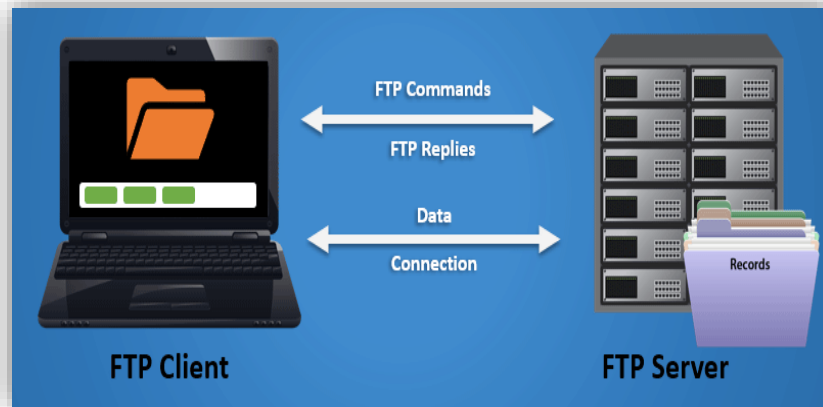 FTP Commands
FTP Replies
Data
Connection
Records
FTP Client
FTP Server